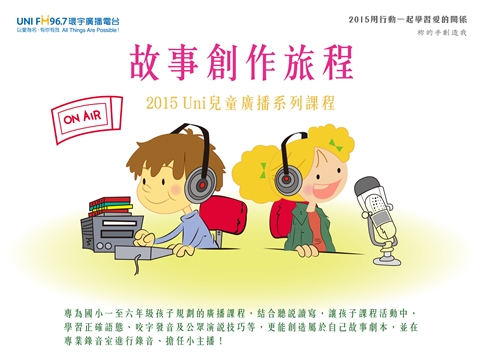 UNI FM96.7環宇廣播電台
以愛為名 · 有你有我 All Things Are Possible!
2015用行動一起學習愛的關係
祢的手創造我
故事創作旅程
2015 Uni兒童廣播系列課程
ON AIR
專為國小一至六年級孩子規劃的廣播課程，結合聽說讀寫，讓孩子課程活動中，
學習正確語態、咬字發音及公眾演說技巧等，更能創造屬於自己故事劇本，並在
專業錄音室進行錄音、擔任小主播！